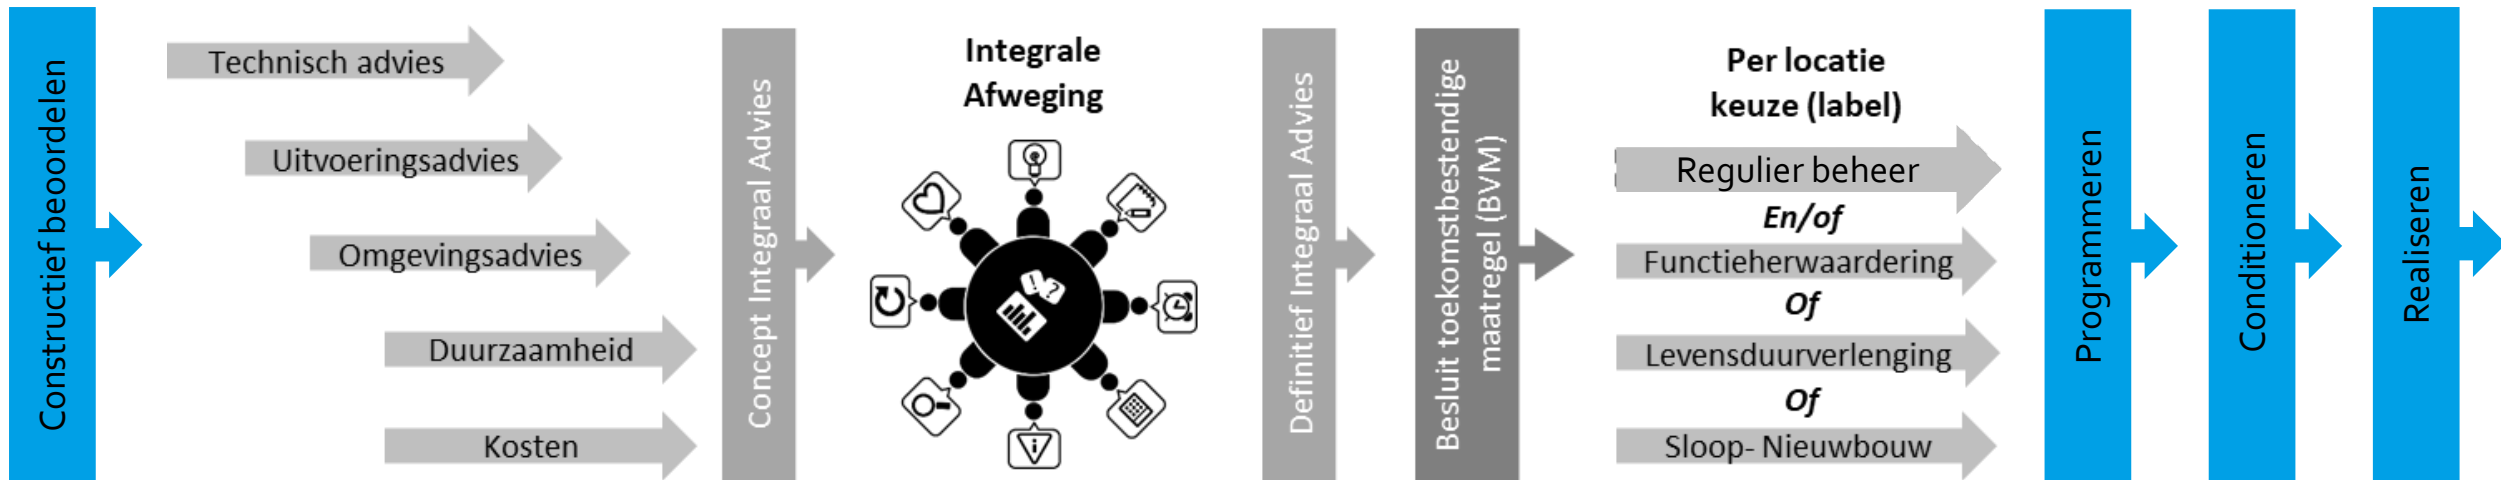 Constructief beoordelen
Technisch advies
Uitvoeringsadvies
Omgevingsadvies
Duurzaamheid
Kosten
Concept Integraal Advies
Integrale
Afweging
Definitief Integraal Advies
Besluit toekomstbestendige
maatregel (BVM)
Per locatie
keuze (label)
Regulier beheer
En/of
Functieherwaardering
Of
Levensduurverlenging
Of
Sloop- Nieuwbouw
Programmeren
Conditioneren
Realiseren